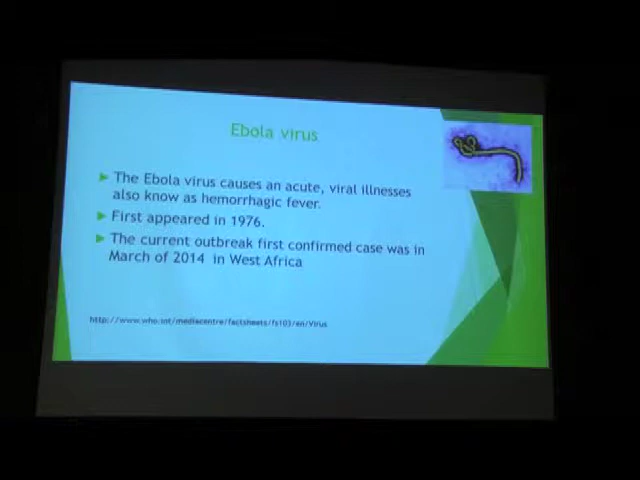 Ebola virus
The Ebola virus causes an acute, viral illnesses
also know as hemorrhagic fever.
First appeared in 1976.
The current outbreak first confirmed case was in
March of 2014 in West Africa
http://www.who.int/mediacentre/factsheets/fs103/en/Virus